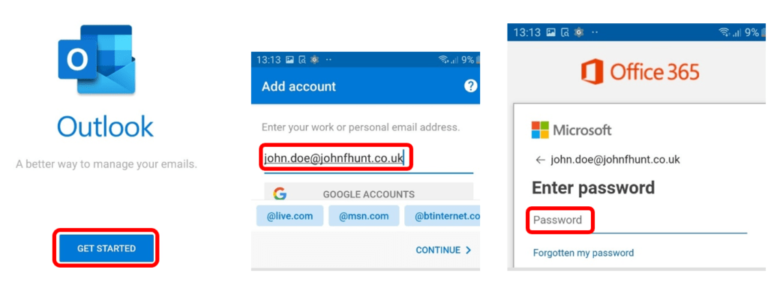 Outlook
A better way to manage your emails.
GET STARTED
13:13
9%
Add account
?
Enter your work or personal email address.
john.doe@johnfhunt.co.uk
G
GOOGLE ACCOUNTS
@live.com
@msn.com
@btinternet.co
CONTINUE >
13:13
9%
Office 365
Microsoft
← john.doe@johnfhunt.co.uk
Enter password
Password
Forgotten my password